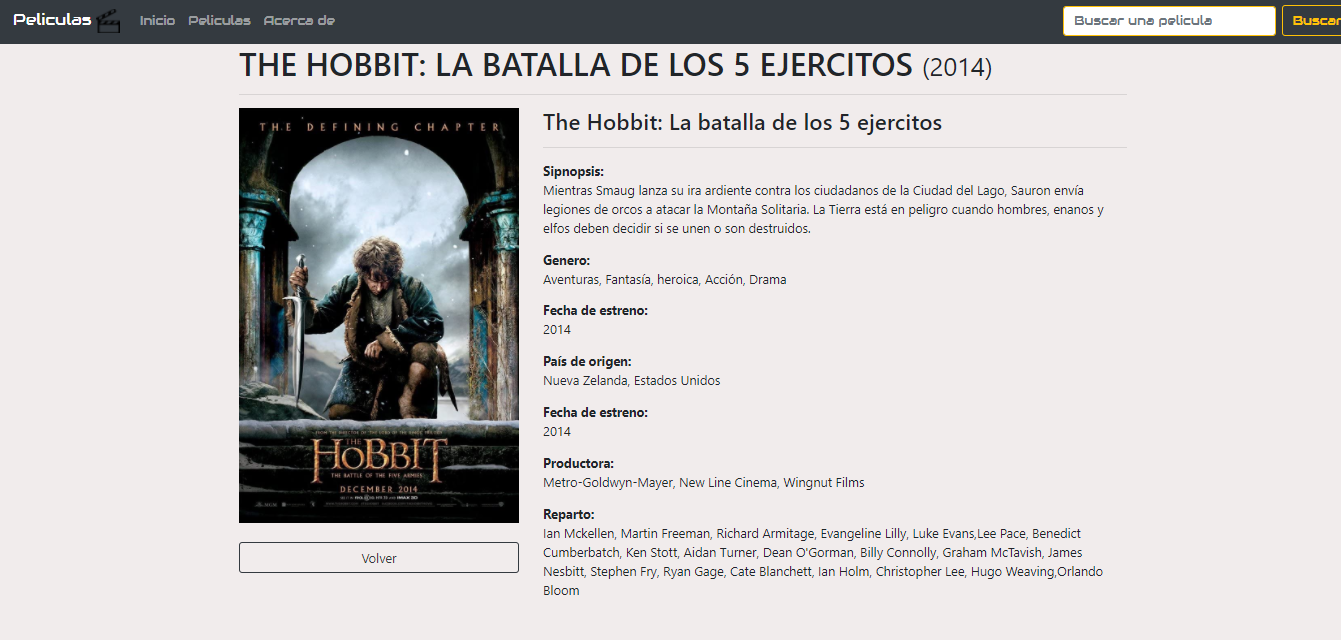 Peliculas Inicio Peliculas Acerca de Buscar una pelicula Buscar
THE HOBBIT: LA BATALLA DE LOS 5 EJERCITOS (2014)
THE DEFINING CHAPTER
THE
HOBBIT
THE BATTLE OF THE FIVE ARMIES
DECEMBER 2014
Volver
The Hobbit: La batalla de los 5 ejercitos
Sipnopsis:
Mientras Smaug lanza su ira ardiente contra los ciudadanos de la Ciudad del Lago, Sauron envía
legiones de orcos a atacar la Montaña Solitaria. La Tierra está en peligro cuando hombres, enanos y
elfos deben decidir si se unen o son destruidos.
Genero:
Aventuras, Fantasía, heroica, Acción, Drama
Fecha de estreno:
2014
País de origen:
Nueva Zelanda, Estados Unidos
Fecha de estreno:
2014
Productora:
Metro-Goldwyn-Mayer, New Line Cinema, Wingnut Films
Reparto:
Ian Mckellen, Martin Freeman, Richard Armitage, Evangeline Lilly, Luke Evans,Lee Pace, Benedict
Cumberbatch, Ken Stott, Aidan Turner, Dean O'Gorman, Billy Connolly, Graham McTavish, James
Nesbitt, Stephen Fry, Ryan Gage, Cate Blanchett, Ian Holm, Christopher Lee, Hugo Weaving,Orlando
Bloom